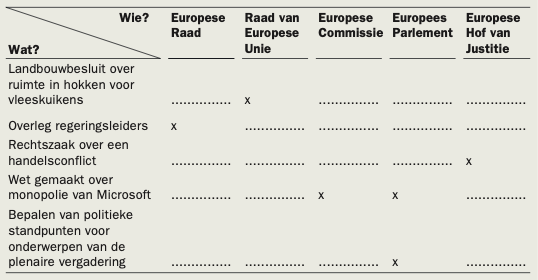 Wie? Europese Raad van Europese Europees Europese
Raad Europese Commissie Parlement Hof van
Wat? Unie Justitie
Landbouwbesluit over
ruimte in hokken voor
vleeskuikens ............... x ............... ............... ...............
Overleg regeringsleiders x ............... ............... ............... ...............
Rechtszaak over een
handelsconflict ............... ............... ............... ............... x
Wet gemaakt over
monopolie van Microsoft ............... ............... x x ...............
Bepalen van politieke
standpunten voor
onderwerpen van de
plenaire vergadering ............... ............... ............... x ...............